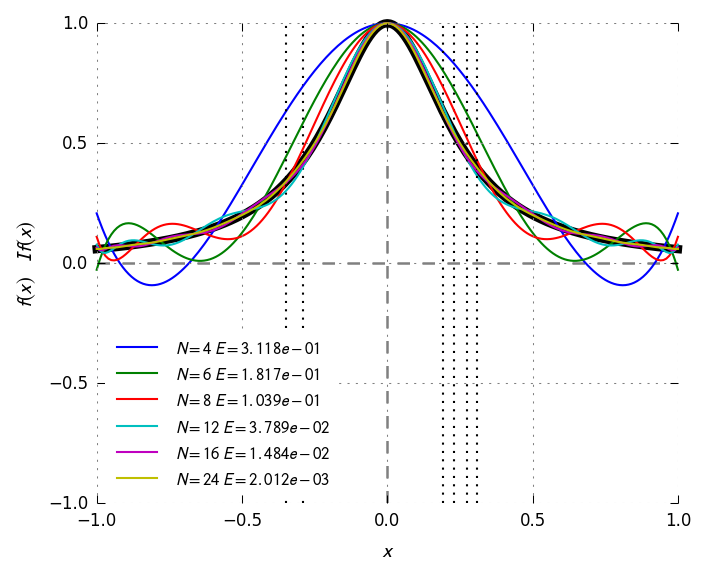 1.0
0.5
0.0
−0.5
−1.0
f(x)   If(x)
N=4 E=3.118e−01
N=6 E=1.817e−01
N=8 E=1.039e−01
N=12 E=3.789e−02
N=16 E=1.484e−02
N=24 E=2.012e−03
−1.0 −0.5 0.0 0.5 1.0
x